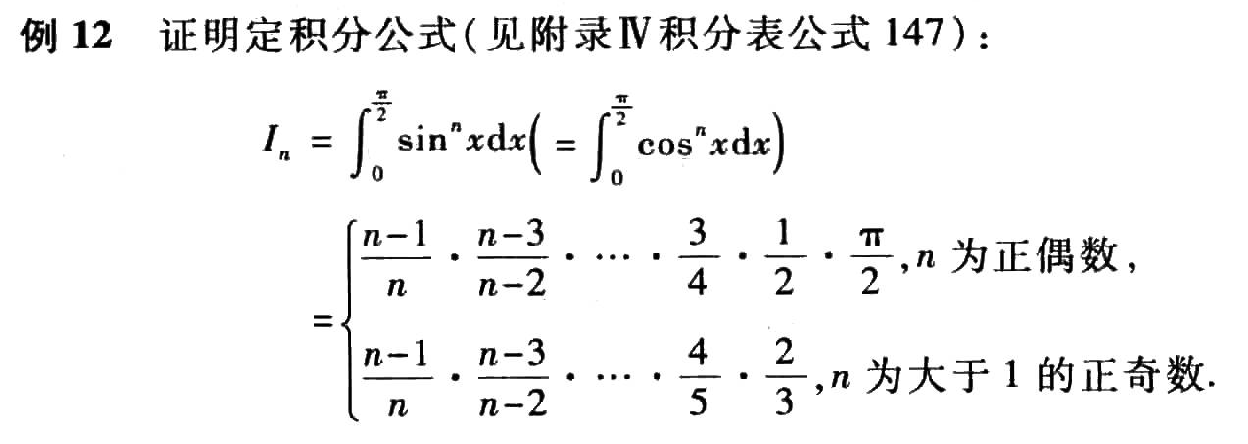 例 12 证明定积分公式(见附录Ⅳ积分表公式 147):
I_n = ∫_0^{π/2} sin^n x dx ( = ∫_0^{π/2} cos^n x dx )
= { (n-1)/n · (n-3)/(n-2) · … · 3/4 · 1/2 · π/2, n 为正偶数,
(n-1)/n · (n-3)/(n-2) · … · 4/5 · 2/3, n 为大于 1 的正奇数.